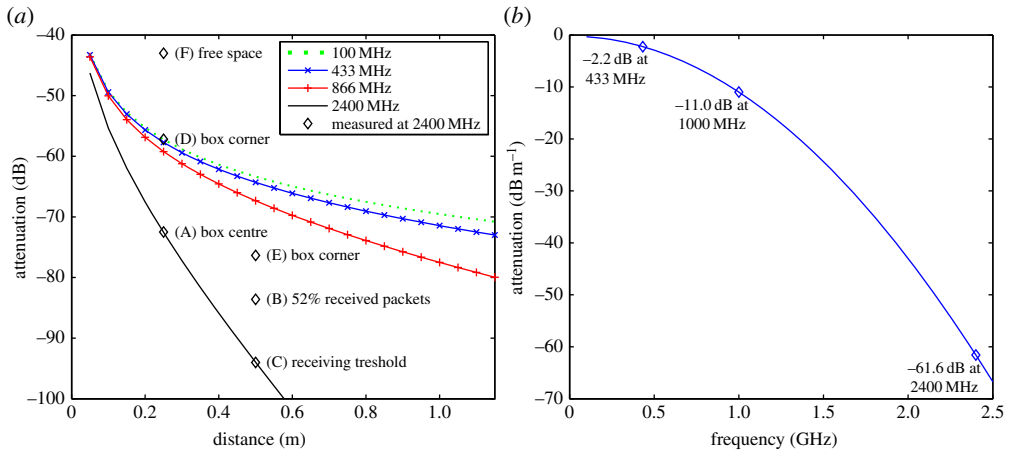 (a)
–40
–50
–60
–70
–80
–90
–100
attenuation (dB)
0
0.2
0.4
0.6
0.8
1.0
distance (m)
(F) free space
(D) box corner
(A) box centre
(E) box corner
(B) 52% received packets
(C) receiving treshold
100 MHz
433 MHz
866 MHz
2400 MHz
measured at 2400 MHz
(b)
0
–10
–20
–30
–40
–50
–60
–70
attenuation (dB m–1)
0
0.5
1.0
1.5
2.0
2.5
frequency (GHz)
–2.2 dB at
433 MHz
–11.0 dB at
1000 MHz
–61.6 dB at
2400 MHz